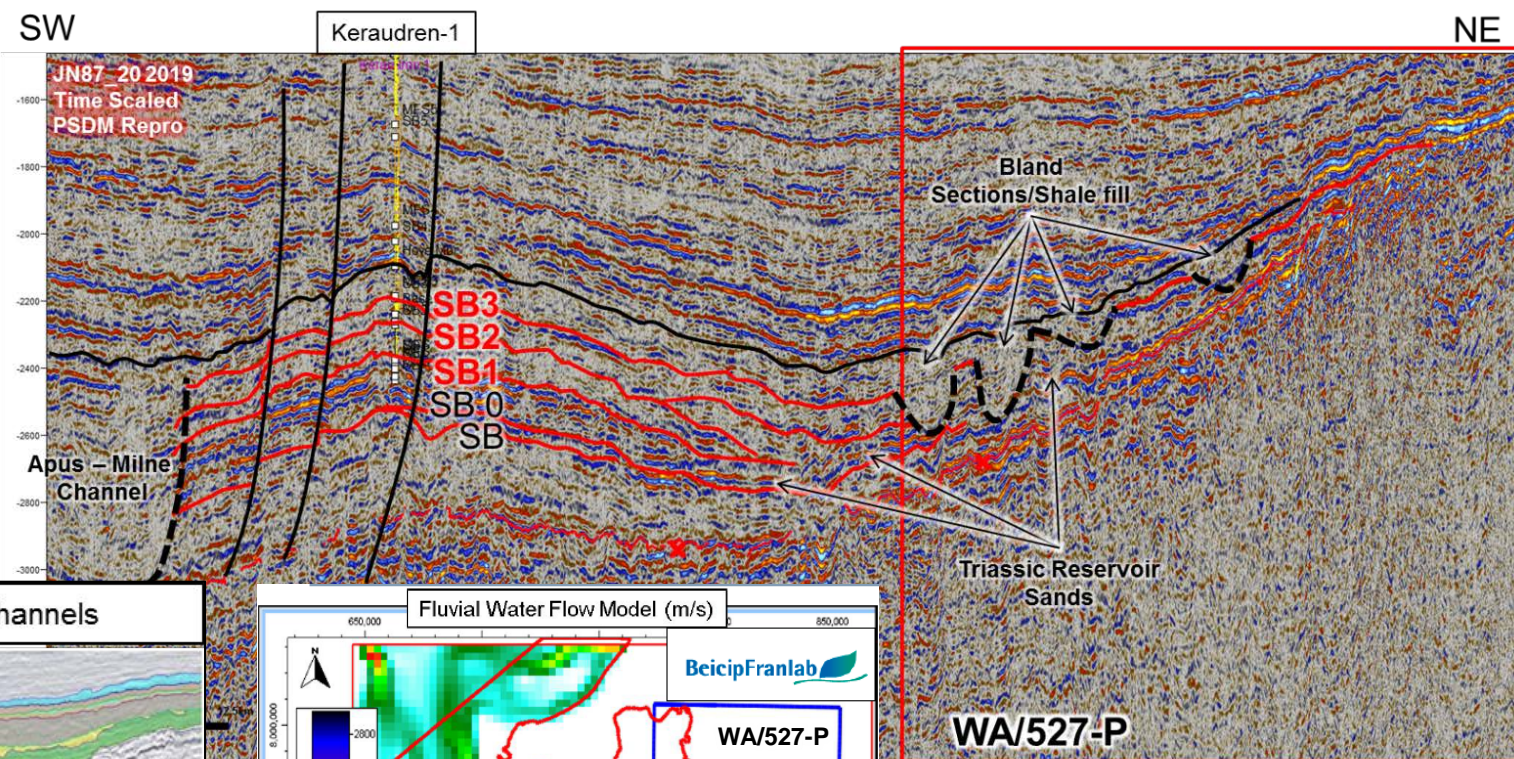 SW
Keraudren-1
NE
JN87_20 2019
Time Scaled
PSDM Repro
-1600
-1800
-2000
-2200
-2400
-2600
-2800
-3000
Bland
Sections/Shale fill
SB3
SB2
SB1
SB 0
SB
Apus – Milne
Channel
Triassic Reservoir
Sands
hannels
Fluvial Water Flow Model (m/s)
650,000
850,000
N
BeicipFranlab
8,000,000
2800
WA/527-P
WA/527-P